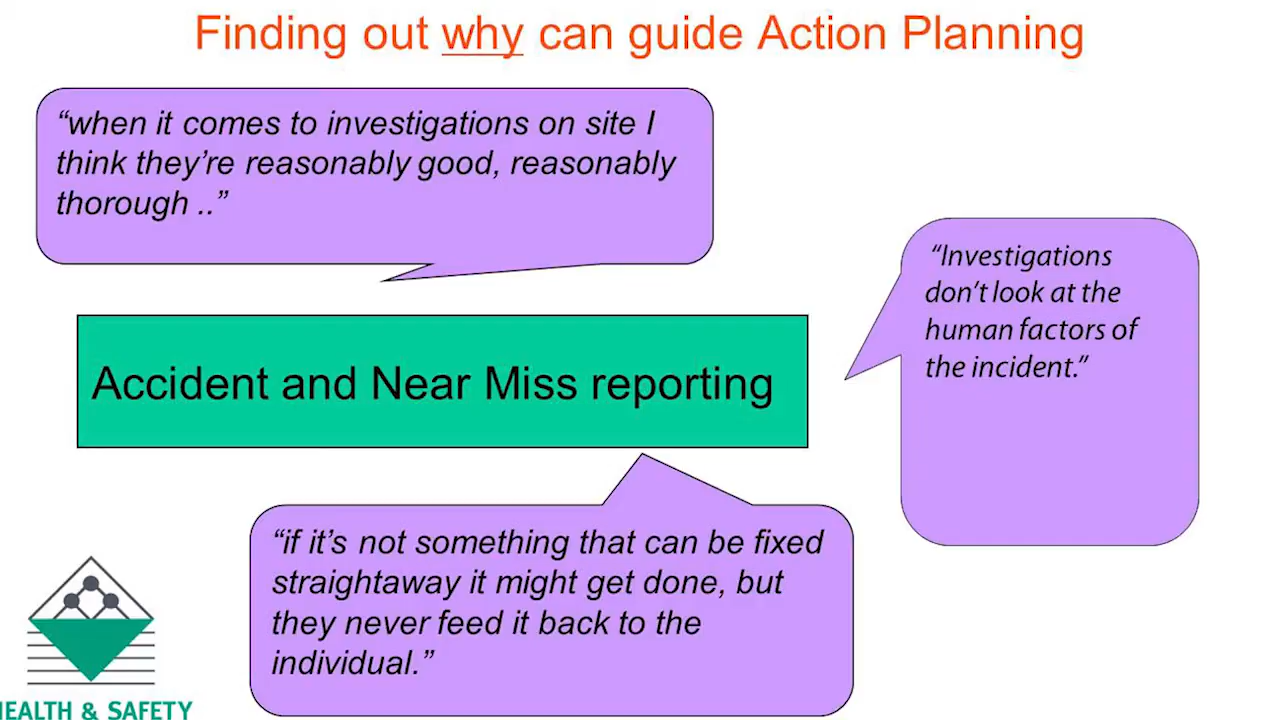 Finding out why can guide Action Planning
“when it comes to investigations on site I
think they’re reasonably good, reasonably
thorough ..”
“Investigations
don’t look at the
human factors of
the incident.”
Accident and Near Miss reporting
“if it’s not something that can be fixed
straightaway it might get done, but
they never feed it back to the
individual.”
HEALTH & SAFETY